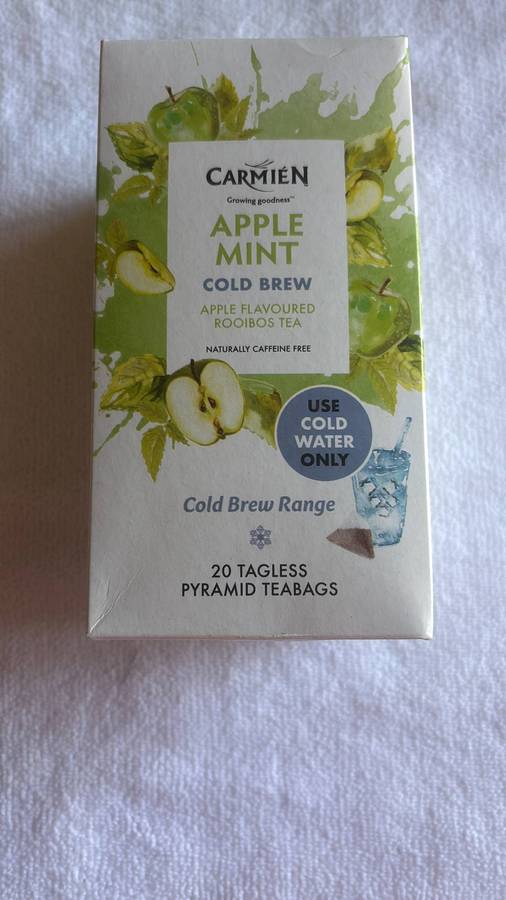 CARMIÉN
Growing goodness™
APPLE
MINT
COLD BREW
APPLE FLAVOURED
ROOIBOS TEA
NATURALLY CAFFEINE FREE
USE
COLD
WATER
ONLY
Cold Brew Range
20 TAGLESS
PYRAMID TEABAGS